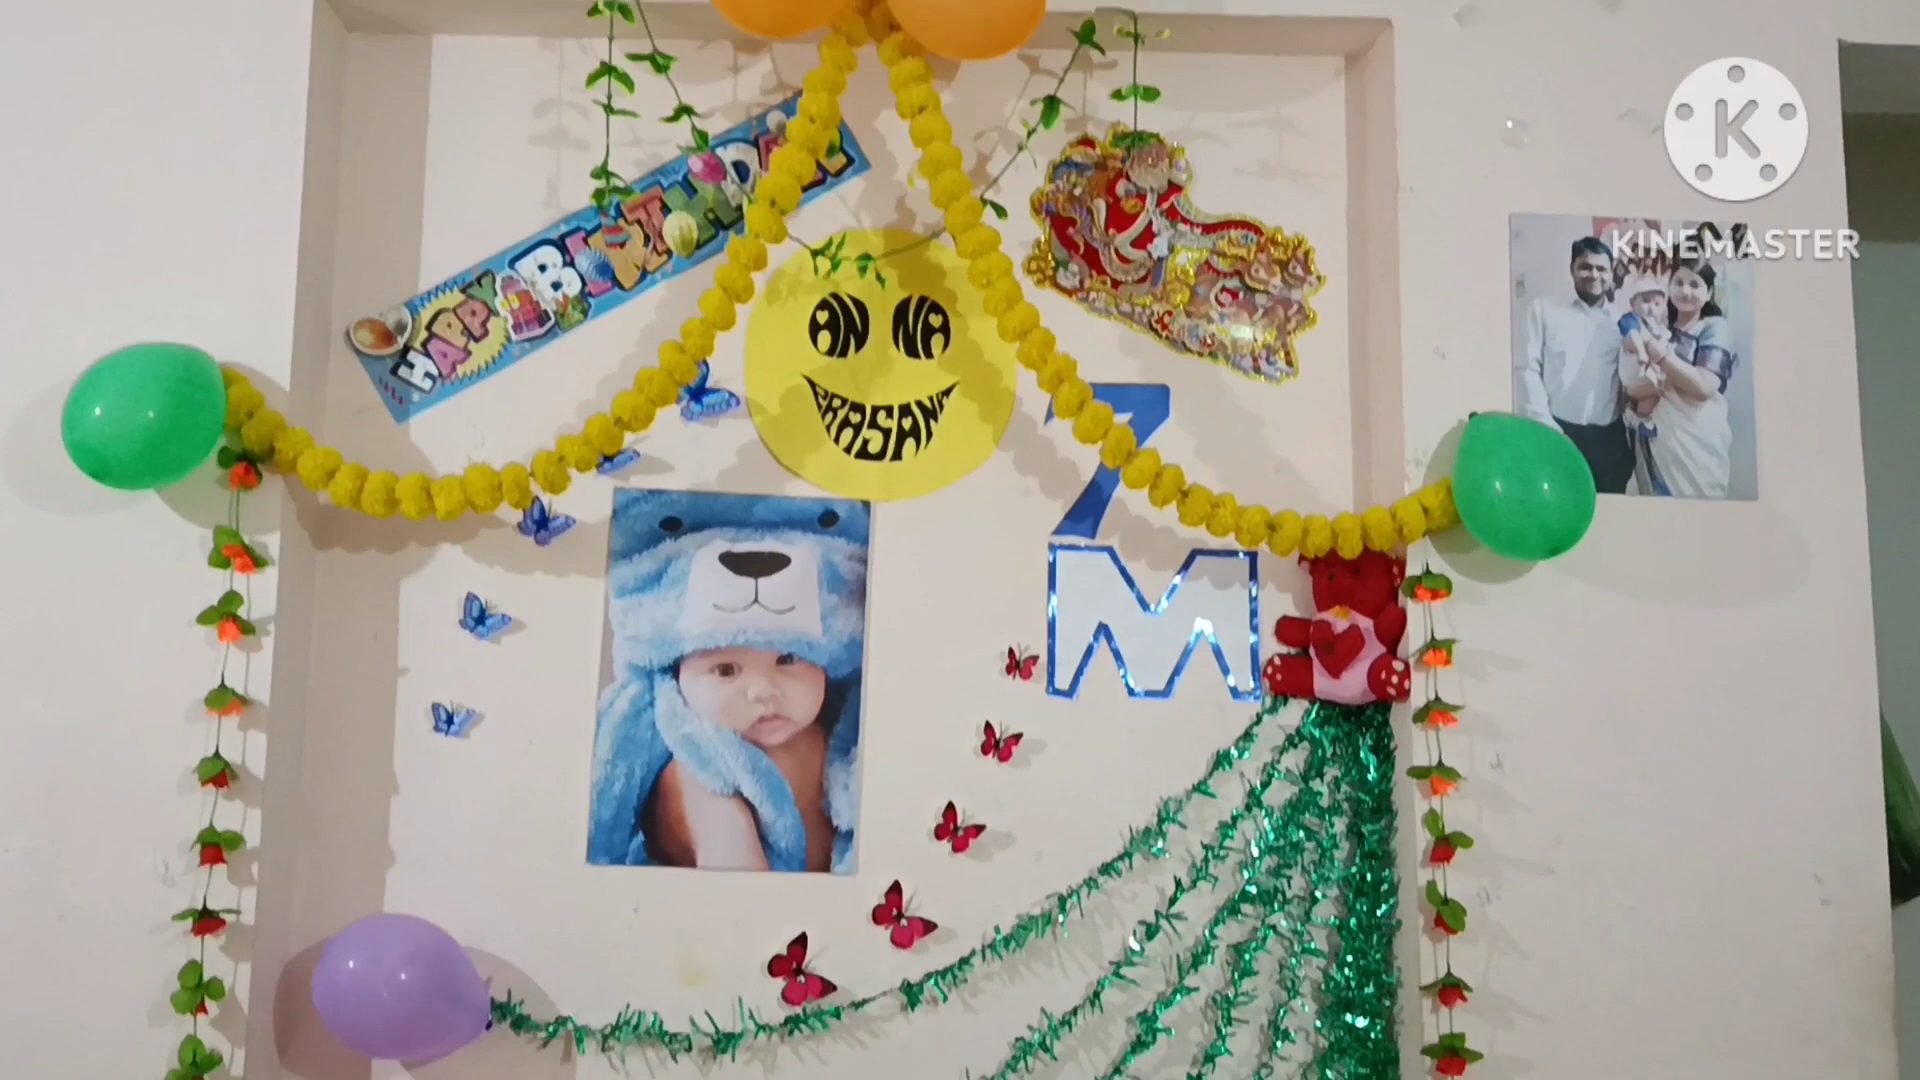 K
KINEMASTER
HAPPY BIRTHDAY
AN NA
PRASANA
7
M